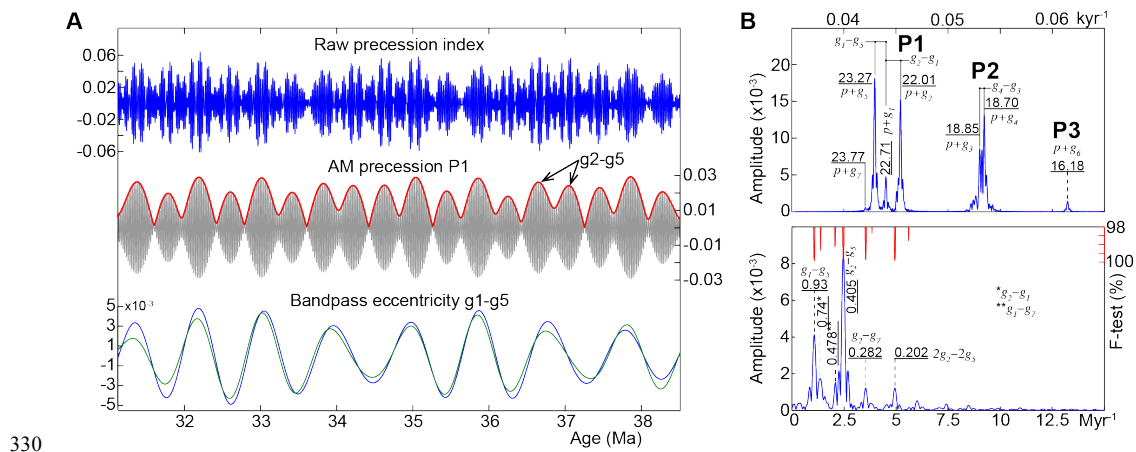 A
Raw precession index
0.06
0.02
-0.02
-0.06
AM precession P1
g2-g5
0.03
0.01
-0.01
-0.03
Bandpass eccentricity g1-g5
5 x10⁻³
3
1
-1
-3
-5
32 33 34 35 36 37 38
Age (Ma)
B
0.04 0.05 0.06 kyr⁻¹
Amplitude (x10⁻³)
20
15
10
5
0
g₁–g₅
P1
g₂–g₁
23.27
p+g₅
22.01
p+g₂
23.77
p+g₇
22.71 p+g₁
P2
g₄–g₃
18.70
p+g₄
18.85
p+g₃
P3
p+g₆
16.18
Amplitude (x10⁻³)
8
6
4
2
0
98
100
F-test (%)
g₁–g₅
0.93
0.74*
0.478**
0.405 g₂–g₅
g₂–g₇
0.282
0.202 2g₂–2g₅
*g₂–g₁
**g₁–g₇
0 2.5 5 7.5 10 Myr⁻¹
330